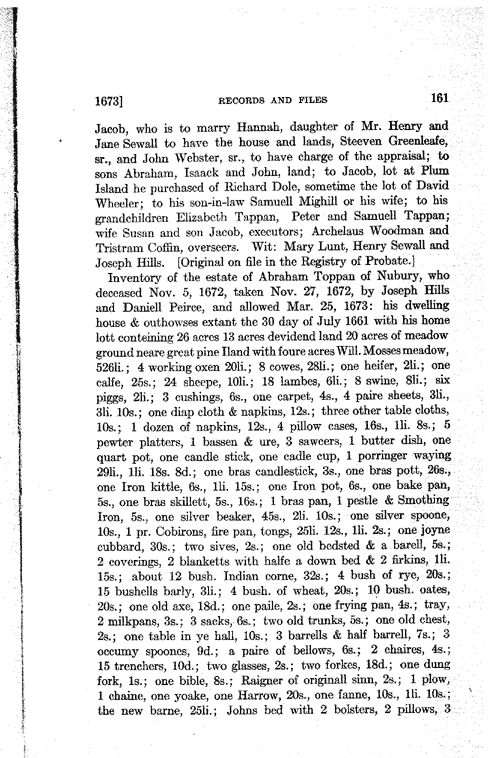 1673] RECORDS AND FILES 161
Jacob, who is to marry Hannah, daughter of Mr. Henry and
Jane Sewall to have the house and lands, Steeven Greenleafe,
sr., and John Webster, sr., to have charge of the appraisal; to
sons Abraham, Isaack and John, land; to Jacob, lot at Plum
Island he purchased of Richard Dole, sometime the lot of David
Wheeler; to his son-in-law Samuell Mighill or his wife; to his
grandchildren Elizabeth Tappan, Peter and Samuell Tappan;
wife Susan and son Jacob, executors; Archelaus Woodman and
Tristram Coffin, overseers. Wit: Mary Lunt, Henry Sewall and
Joseph Hills. [Original on file in the Registry of Probate.]
Inventory of the estate of Abraham Toppan of Nubury, who
deceased Nov. 5, 1672, taken Nov. 27, 1672, by Joseph Hills
and Daniell Peirce, and allowed Mar. 25, 1673: his dwelling
house & outhowses extant the 30 day of July 1661 with his home
lott conteining 26 acres 13 acres devidend land 20 acres of meadow
ground neare great pine Iland with foure acres Will. Mosses meadow,
526li.; 4 working oxen 20li.; 8 cowes, 28li.; one heifer, 2li.; one
calfe, 25s.; 24 sheepe, 10li.; 18 lambes, 6li.; 8 swine, 8li.; six
piggs, 2li.; 3 cushings, 6s., one carpet, 4s., 4 paire sheets, 3li.,
3li. 10s.; one diap cloth & napkins, 12s.; three other table cloths,
10s.; 1 dozen of napkins, 12s., 4 pillow cases, 16s., 1li. 8s.; 5
pewter platters, 1 bassen & ure, 3 sawcers, 1 butter dish, one
quart pot, one candle stick, one cadle cup, 1 porringer waying
29li., 1li. 18s. 8d.; one bras candlestick, 3s., one bras pott, 26s.,
one Iron kittle, 6s., 1li. 15s.; one Iron pot, 6s., one bake pan,
5s., one bras skillett, 5s., 16s.; 1 bras pan, 1 pestle & Smothing
Iron, 5s., one silver beaker, 45s., 2li. 10s.; one silver spoone,
10s., 1 pr. Cobirons, fire pan, tongs, 25li. 12s., 1li. 2s.; one joyne
cubbard, 30s.; two sives, 2s.; one old bedsted & a barell, 5s.;
2 coverings, 2 blanketts with halfe a down bed & 2 firkins, 1li.
15s.; about 12 bush. Indian corne, 32s.; 4 bush of rye, 20s.;
15 bushells barly, 3li.; 4 bush. of wheat, 20s.; 10 bush. oates,
20s.; one old axe, 18d.; one paile, 2s.; one frying pan, 4s.; tray,
2 milkpans, 3s.; 3 sacks, 6s.; two old trunks, 5s.; one old chest,
2s.; one table in ye hall, 10s.; 3 barrells & half barrell, 7s.; 3
occumy spoones, 9d.; a paire of bellows, 6s.; 2 chaires, 4s.;
15 trenchers, 10d.; two glasses, 2s.; two forkes, 18d.; one dung
fork, 1s.; one bible, 8s.; Raigner of originall sinn, 2s.; 1 plow,
1 chaine, one yoake, one Harrow, 20s., one fanne, 10s., 1li. 10s.;
the new barne, 25li.; Johns bed with 2 bolsters, 2 pillows, 3